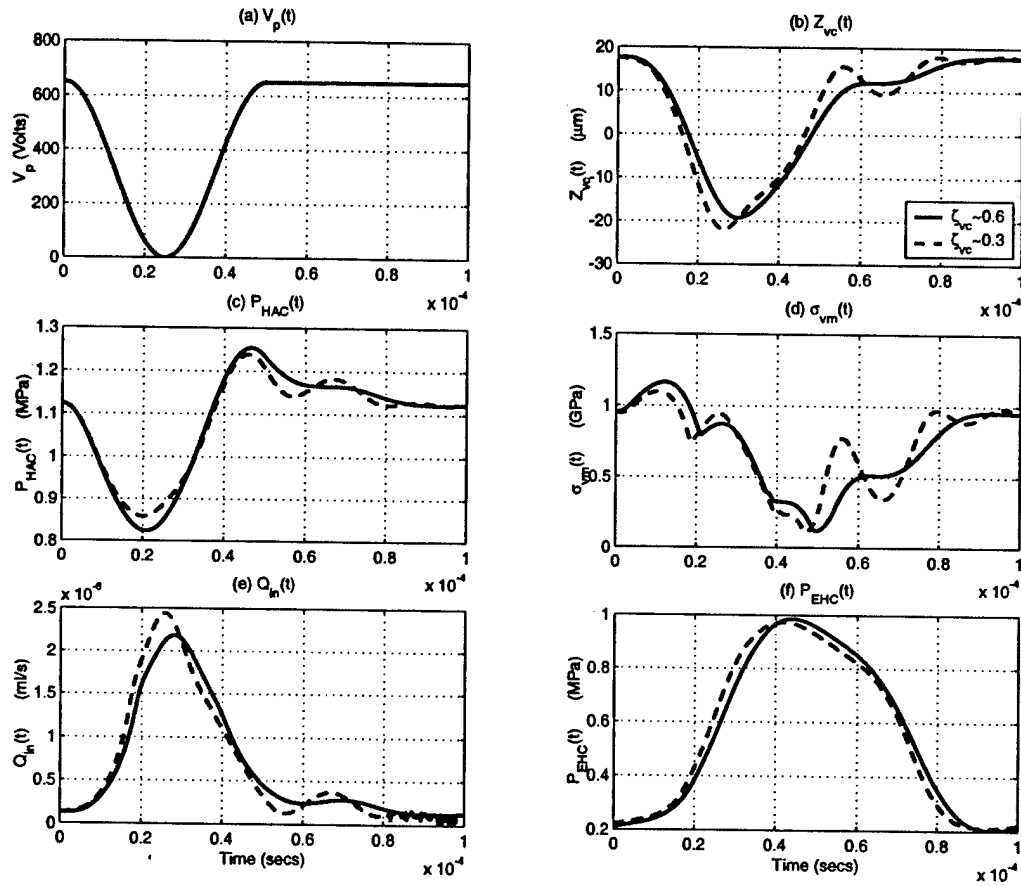 (a) V_p(t)
V_p (Volts)
800
600
400
200
0
0 0.2 0.4 0.6 0.8 1
x 10^-4
(b) Z_vc(t)
Z_vc(t) (μm)
20
10
0
-10
-20
-30
ζ_vc~0.6
ζ_vc~0.3
0 0.2 0.4 0.6 0.8 1
x 10^-4
(c) P_HAC(t)
P_HAC(t) (MPa)
1.3
1.2
1.1
1
0.9
0.8
0 0.2 0.4 0.6 0.8 1
x 10^-4
(d) σ_vm(t)
σ_vm(t) (GPa)
1.5
1
0.5
0
0 0.2 0.4 0.6 0.8 1
x 10^-4
(e) Q_in(t)
x 10^-6
Q_in(t) (ml/s)
2.5
2
1.5
1
0.5
0
0 0.2 0.4 0.6 0.8 1
Time (secs)
x 10^-4
(f) P_EHC(t)
P_EHC(t) (MPa)
1
0.8
0.6
0.4
0.2
0 0.2 0.4 0.6 0.8 1
Time (secs)
x 10^-4